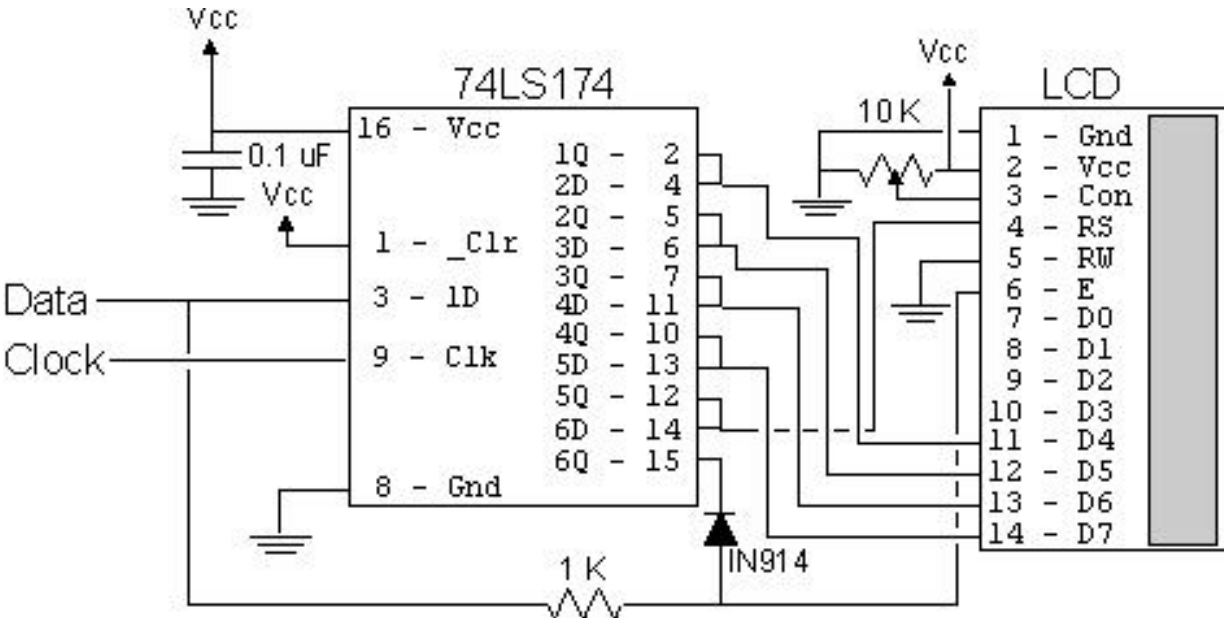 Vcc
74LS174
Vcc
LCD
10 K
16 - Vcc
0.1 uF
Vcc
1 - _Clr
Data
3 - 1D
Clock
9 - Clk
8 - Gnd
1Q - 2
2D - 4
2Q - 5
3D - 6
3Q - 7
4D - 11
4Q - 10
5D - 13
5Q - 12
6D - 14
6Q - 15
IN914
1 K
1 - Gnd
2 - Vcc
3 - Con
4 - RS
5 - RW
6 - E
7 - D0
8 - D1
9 - D2
10 - D3
11 - D4
12 - D5
13 - D6
14 - D7